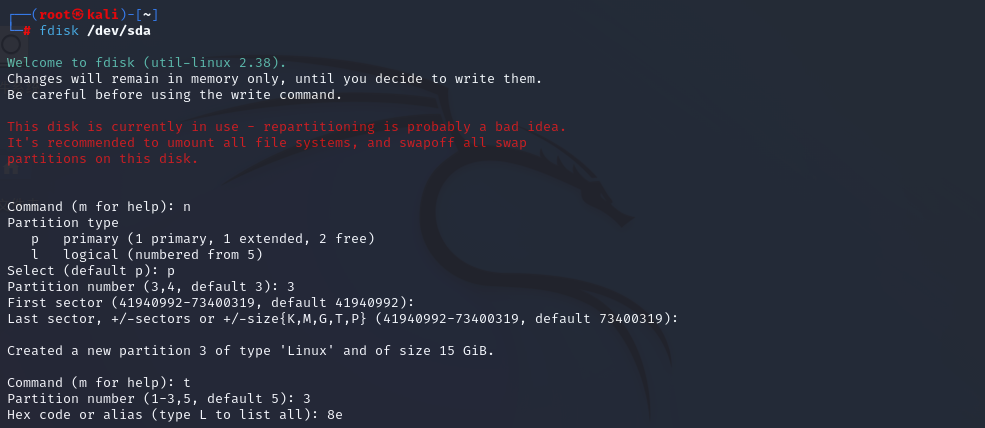 ┌──(root㉿kali)-[~]
└─# fdisk /dev/sda
Welcome to fdisk (util-linux 2.38).
Changes will remain in memory only, until you decide to write them.
Be careful before using the write command.
This disk is currently in use - repartitioning is probably a bad idea.
It's recommended to umount all file systems, and swapoff all swap
partitions on this disk.
Command (m for help): n
Partition type
   p   primary (1 primary, 1 extended, 2 free)
   l   logical (numbered from 5)
Select (default p): p
Partition number (3,4, default 3): 3
First sector (41940992-73400319, default 41940992):
Last sector, +/-sectors or +/-size{K,M,G,T,P} (41940992-73400319, default 73400319):
Created a new partition 3 of type 'Linux' and of size 15 GiB.
Command (m for help): t
Partition number (1-3,5, default 5): 3
Hex code or alias (type L to list all): 8e